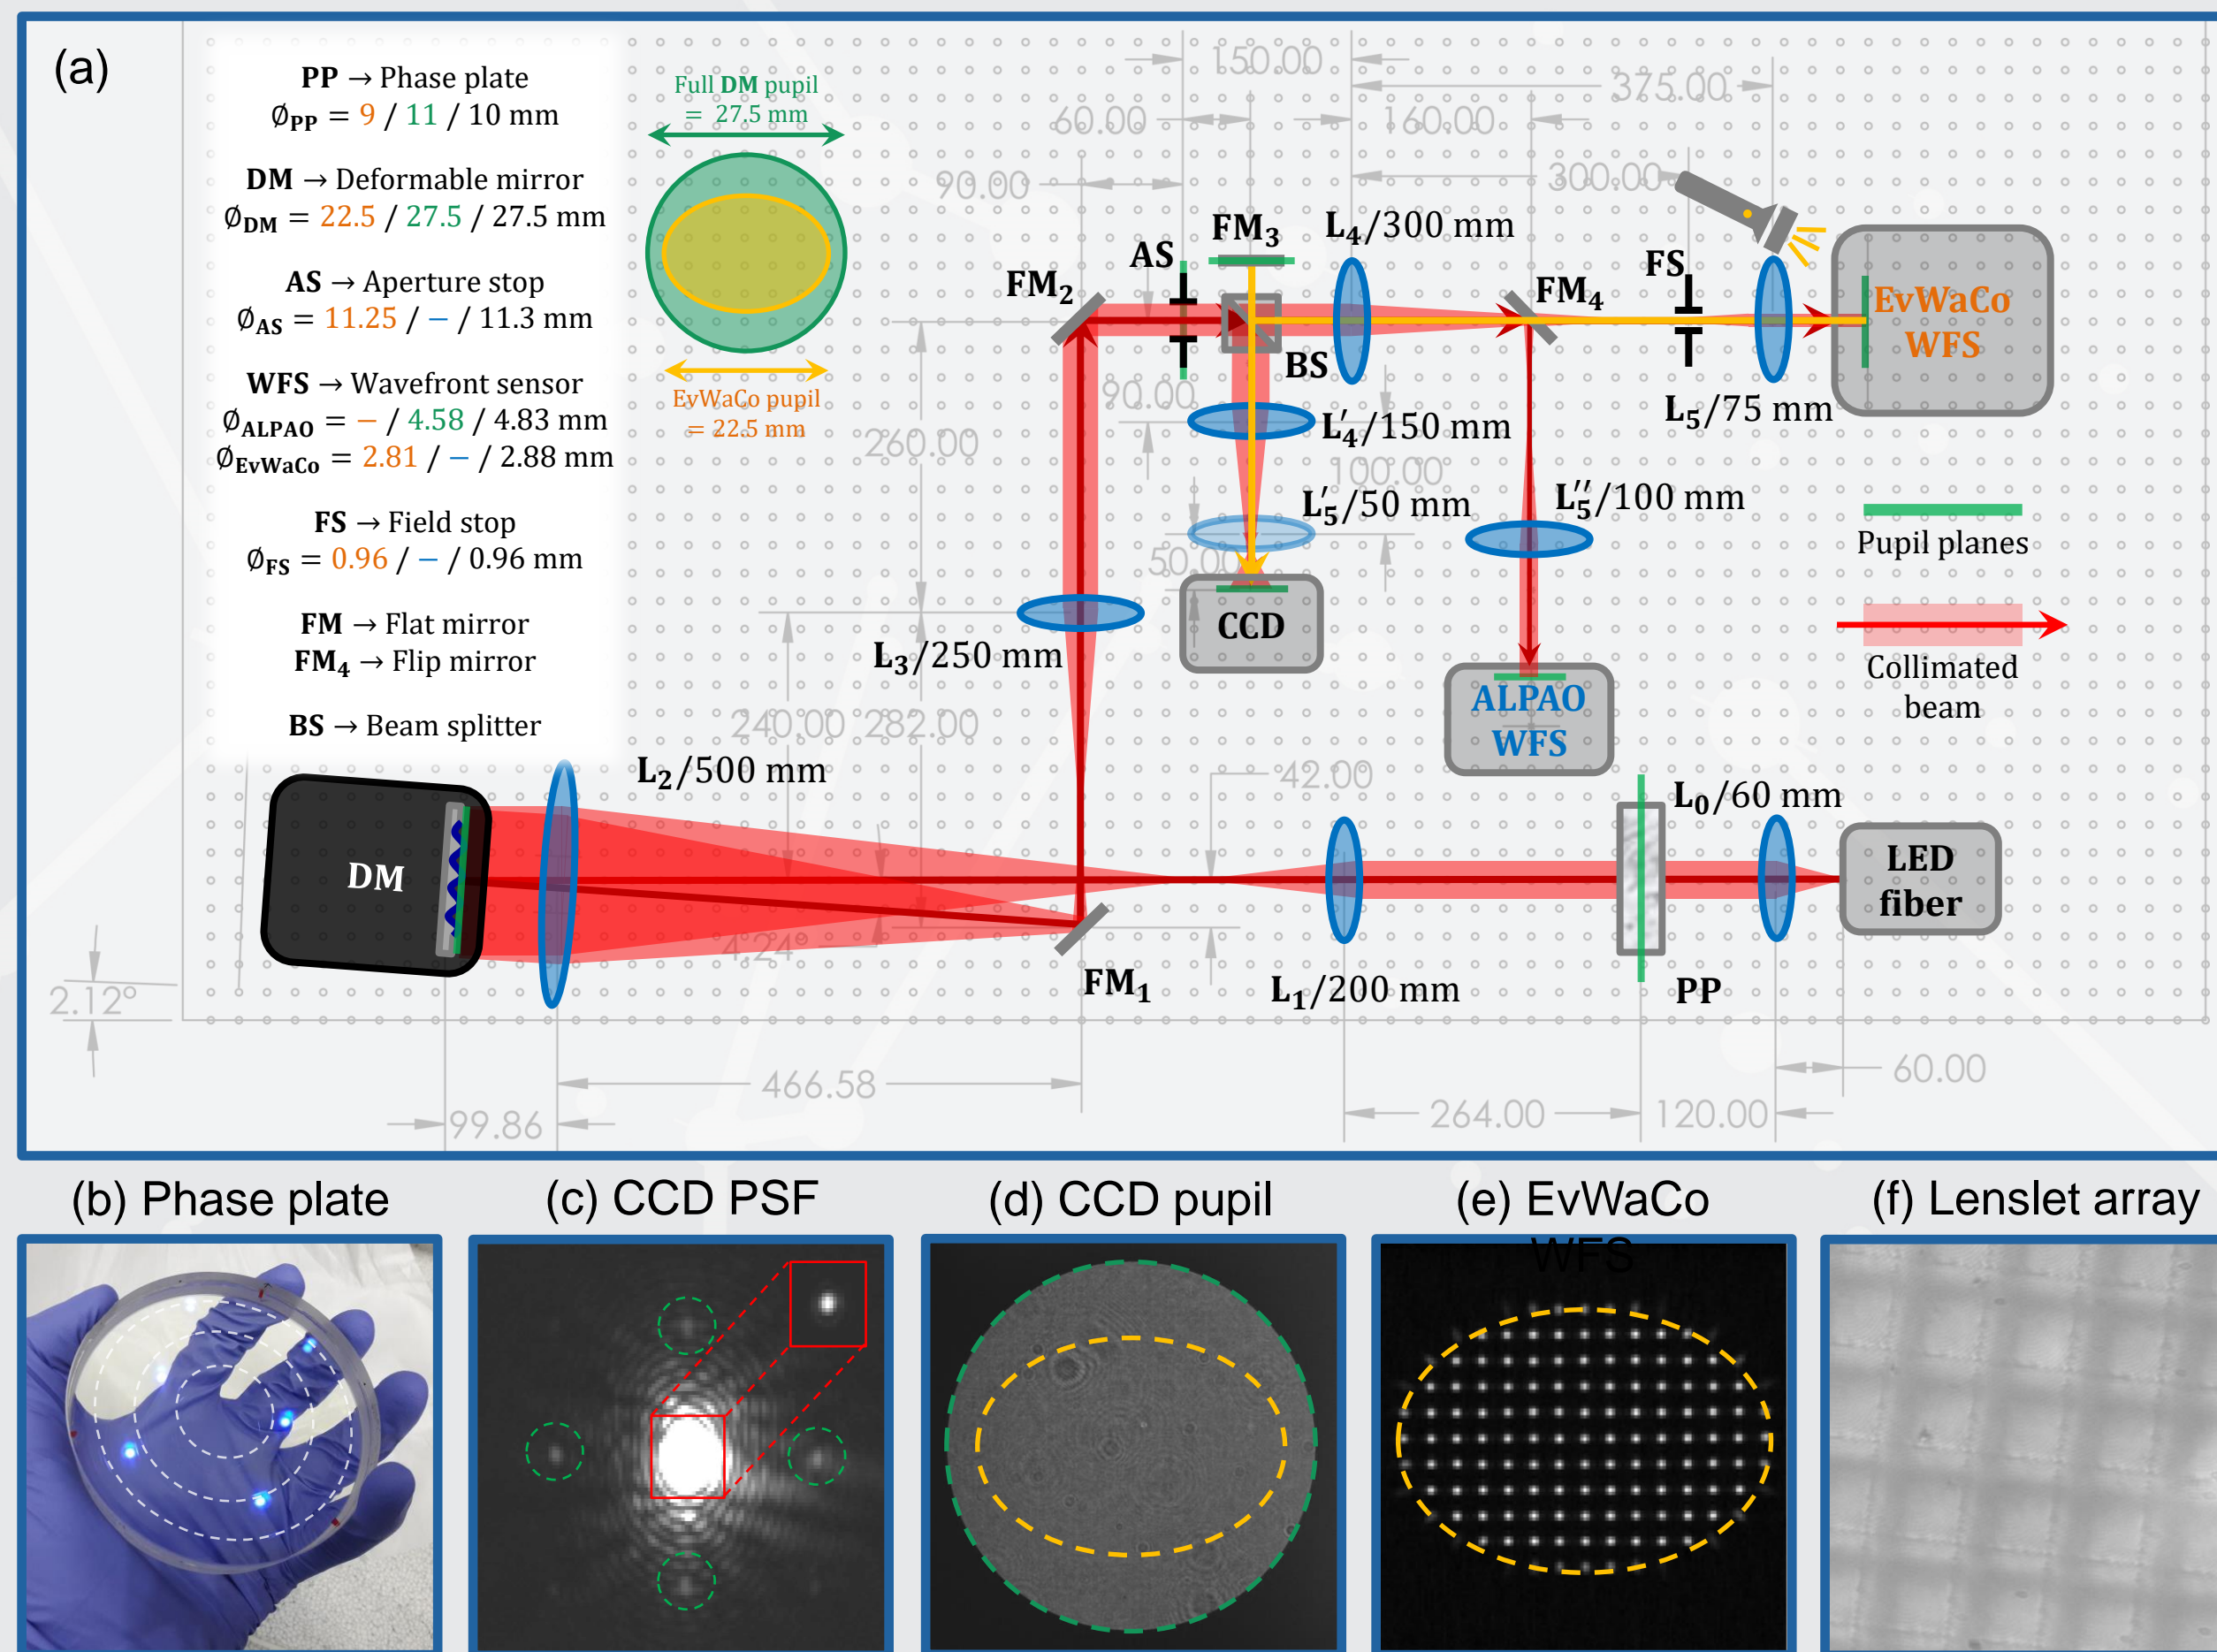 (a)
PP → Phase plate
∅PP = 9 / 11 / 10 mm
DM → Deformable mirror
∅DM = 22.5 / 27.5 / 27.5 mm
AS → Aperture stop
∅AS = 11.25 / − / 11.3 mm
WFS → Wavefront sensor
∅ALPAO = − / 4.58 / 4.83 mm
∅EvWaCo = 2.81 / − / 2.88 mm
FS → Field stop
∅FS = 0.96 / − / 0.96 mm
FM → Flat mirror
FM4 → Flip mirror
BS → Beam splitter
Full DM pupil
= 27.5 mm
EvWaCo pupil
= 22.5 mm
150.00
375.00
60.00
160.00
90.00
300.00
FM3
L4/300 mm
AS
FS
FM2
FM4
EvWaCo
WFS
BS
90.00
L5/75 mm
L′4/150 mm
260.00
100.00
L′5/50 mm
L′′5/100 mm
Pupil planes
50.00
CCD
L3/250 mm
Collimated
beam
ALPAO
WFS
240.00
282.00
L2/500 mm
42.00
L0/60 mm
DM
LED
fiber
4.24°
2.12°
FM1
L1/200 mm
PP
466.58
60.00
99.86
264.00
120.00
(b) Phase plate
(c) CCD PSF
(d) CCD pupil
(e) EvWaCo
WFS
(f) Lenslet array